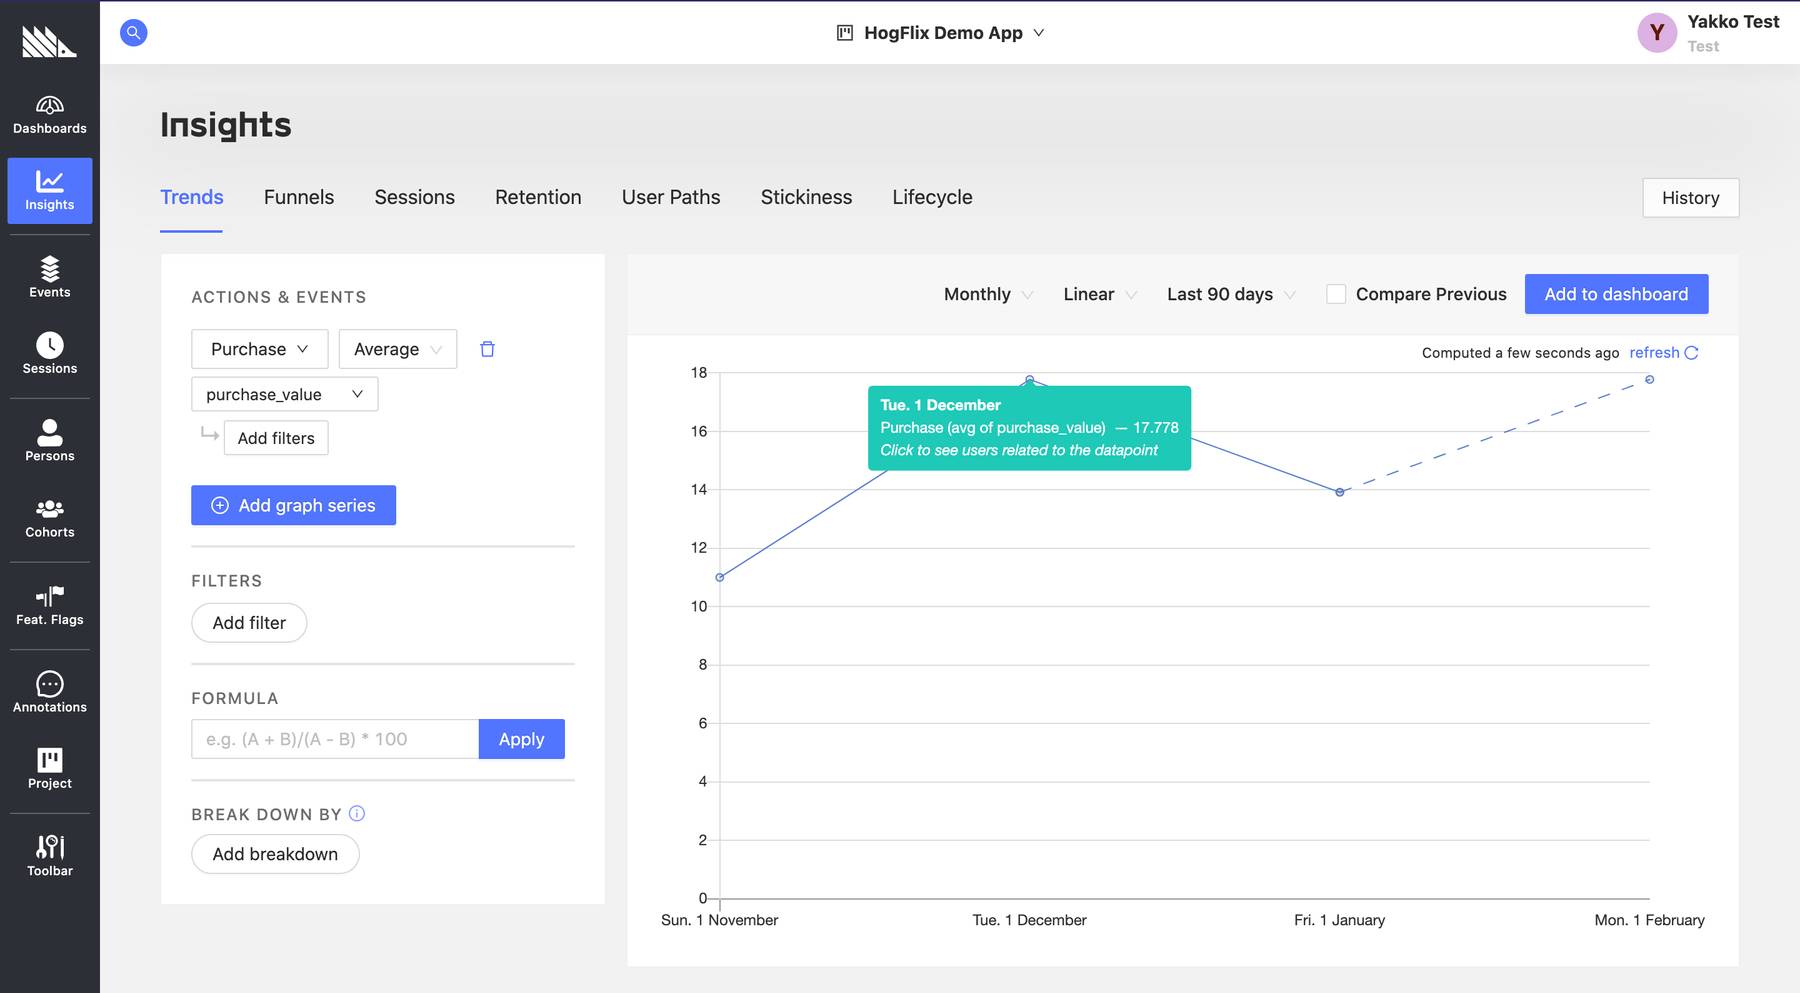 HogFlix Demo App
Y
Yakko Test
Test
Dashboards
Insights
Events
Sessions
Persons
Cohorts
Feat. Flags
Annotations
Project
Toolbar
Insights
Trends
Funnels
Sessions
Retention
User Paths
Stickiness
Lifecycle
History
ACTIONS & EVENTS
Purchase
Average
purchase_value
Add filters
Add graph series
FILTERS
Add filter
FORMULA
e.g. (A + B)/(A - B) * 100
Apply
BREAK DOWN BY
Add breakdown
Monthly
Linear
Last 90 days
Compare Previous
Add to dashboard
Computed a few seconds ago
refresh
18
16
14
12
10
8
6
4
2
0
Tue. 1 December
Purchase (avg of purchase_value) — 17.778
Click to see users related to the datapoint
Sun. 1 November
Tue. 1 December
Fri. 1 January
Mon. 1 February